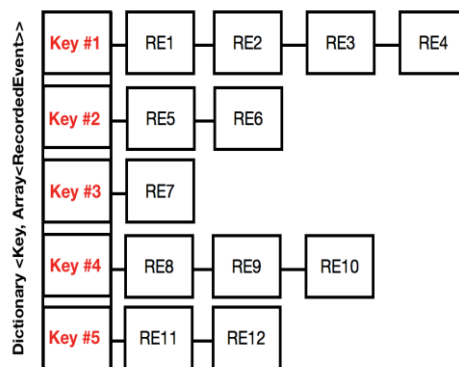 Dictionary <Key, Array<RecordedEvent>>
Key #1 RE1 RE2 RE3 RE4
Key #2 RE5 RE6
Key #3 RE7
Key #4 RE8 RE9 RE10
Key #5 RE11 RE12